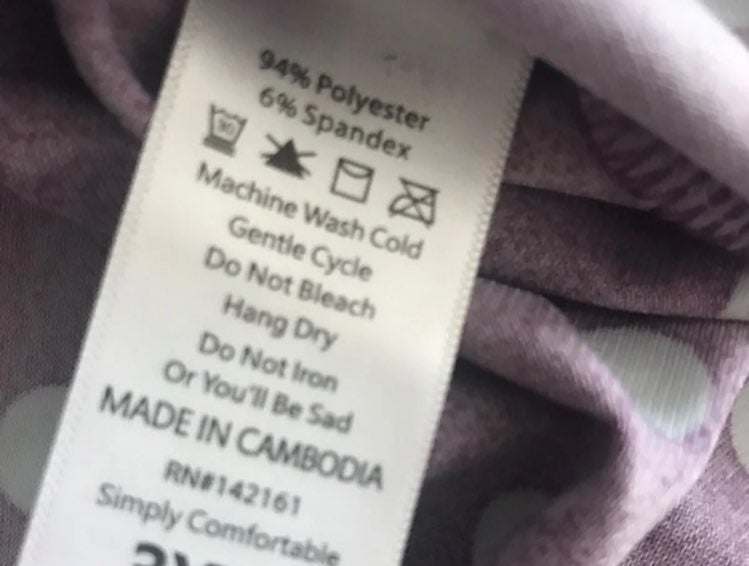 94% Polyester
6% Spandex
30
Machine Wash Cold
Gentle Cycle
Do Not Bleach
Hang Dry
Do Not Iron
Or You'll Be Sad
MADE IN CAMBODIA
RN#142161
Simply Comfortable